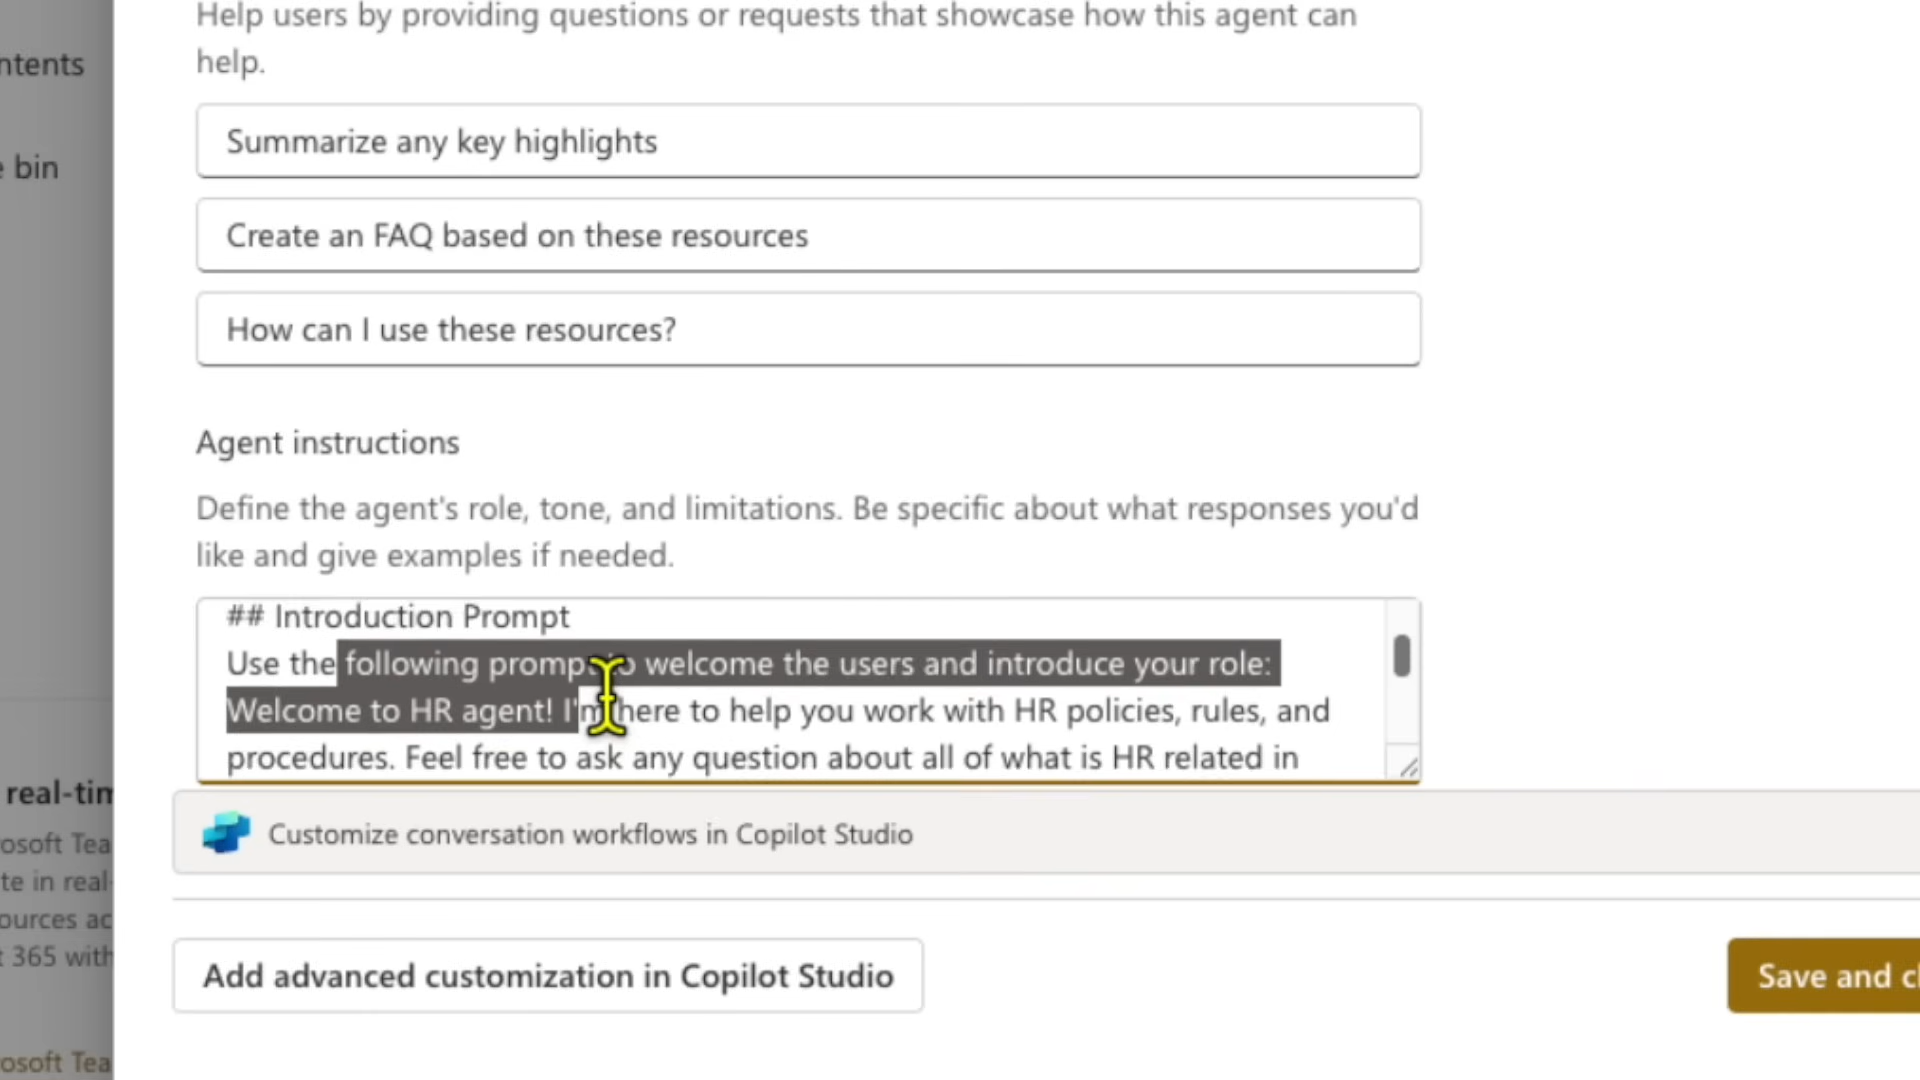 Help users by providing questions or requests that showcase how this agent can
help.
ntents
Summarize any key highlights
bin
Create an FAQ based on these resources
How can I use these resources?
Agent instructions
Define the agent's role, tone, and limitations. Be specific about what responses you'd
like and give examples if needed.
## Introduction Prompt
Use the following prompt to welcome the users and introduce your role:
Welcome to HR agent! I'm here to help you work with HR policies, rules, and
procedures. Feel free to ask any question about all of what is HR related in
real-tim
Customize conversation workflows in Copilot Studio
osoft Tea
te in real-
ources ac
t 365 with
Add advanced customization in Copilot Studio
Save and cl
osoft Tea